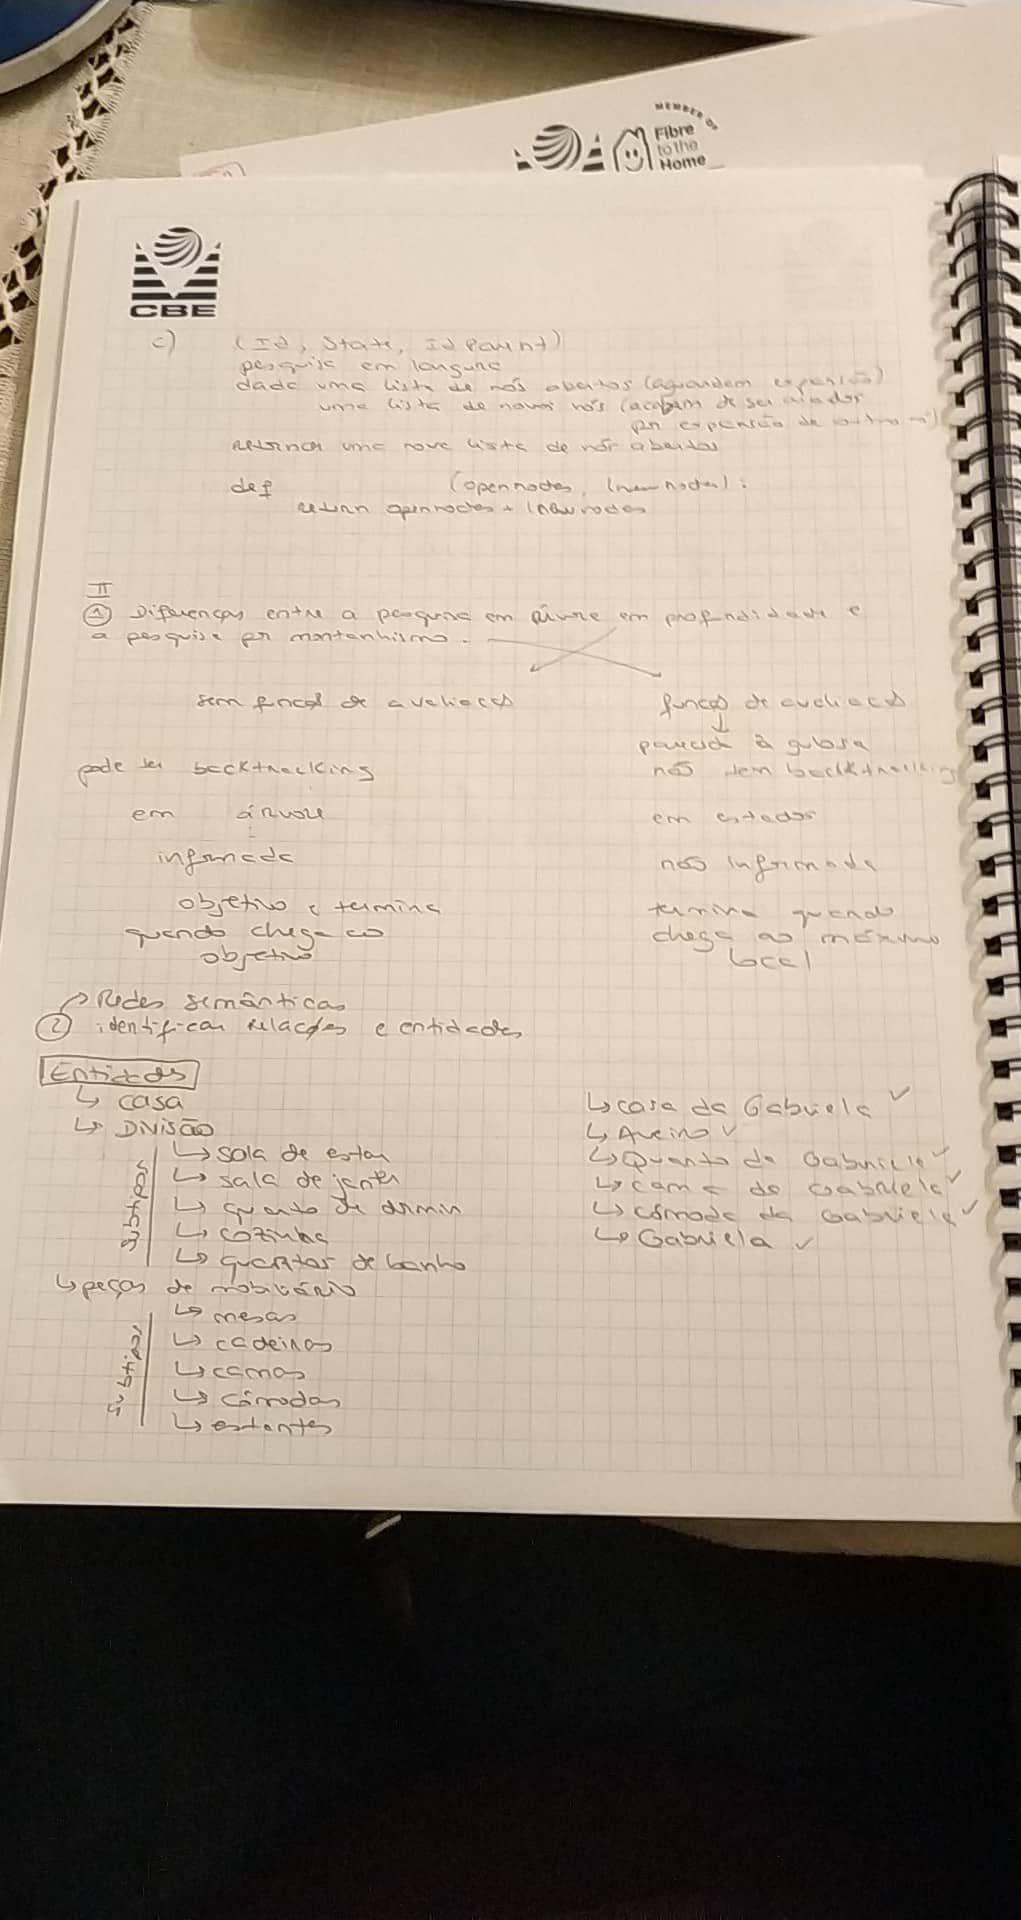 MEMBER OF
Fibre
to the
Home
CBE
c) (Id, State, Id Parent)
pesquisa em largura
dada uma lista de nós abertos (aguardem expansão)
uma lista de novos nós (acabam de ser criados
por expansão de outro nó)
retornar uma nova lista de nós abertos
def (opennodes, lnewnodes):
return opennodes + lnewnodes
II
① Diferenças entre a pesquisa em árvore em profundidade e
a pesquisa por montanhismo.
sem função de avaliação
função de avaliação
parecida à gulosa
pode ter backtracking
não tem backtracking
em árvore
em estados
informada
não informada
objetivo e termina
quando chega ao
objetivo
termina quando
chega ao máximo
local
Redes semânticas
② identificar relações e entidades
Entidades
↳ casa
↳ DIVISÃO
↳ sala de estar
↳ sala de jantar
↳ quarto de dormir
↳ cozinha
↳ quartos de banho
subtipos
↳ peças de mobiliário
↳ mesas
↳ cadeiras
↳ camas
↳ cómodas
↳ estantes
subtipos
↳ casa da Gabriela ✓
↳ Aveiro ✓
↳ Quarto da Gabriela ✓
↳ cama da Gabriela ✓
↳ cómoda da Gabriela ✓
↳ Gabriela ✓